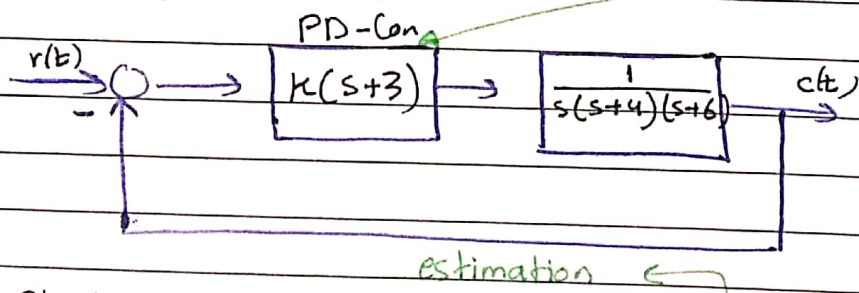 PD-Con
r(t)
K(s+3)
1
s(s+4)(s+6)
c(t)
-
estimation